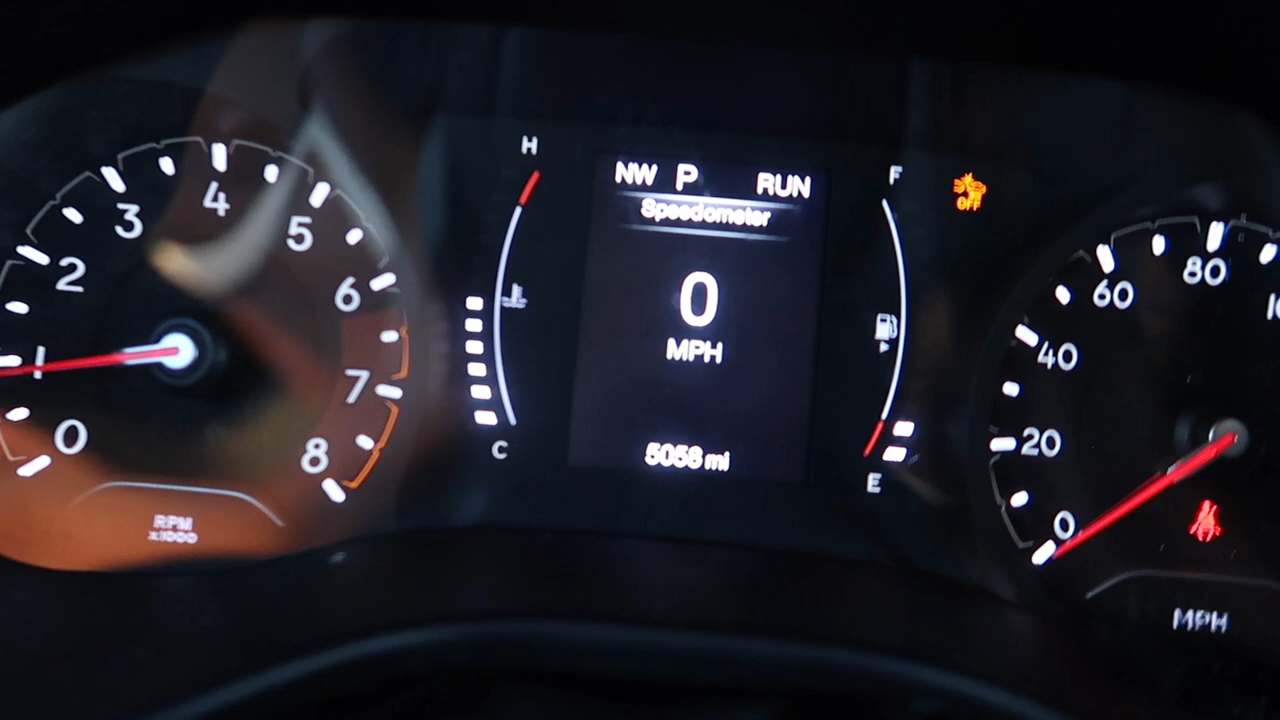 H
NW P RUN
Speedometer
F
OFF
0 1 2 3 4 5 6 7 8
0
MPH
0 20 40 60 80
5058 mi
C
E
RPM
x1000
MPH